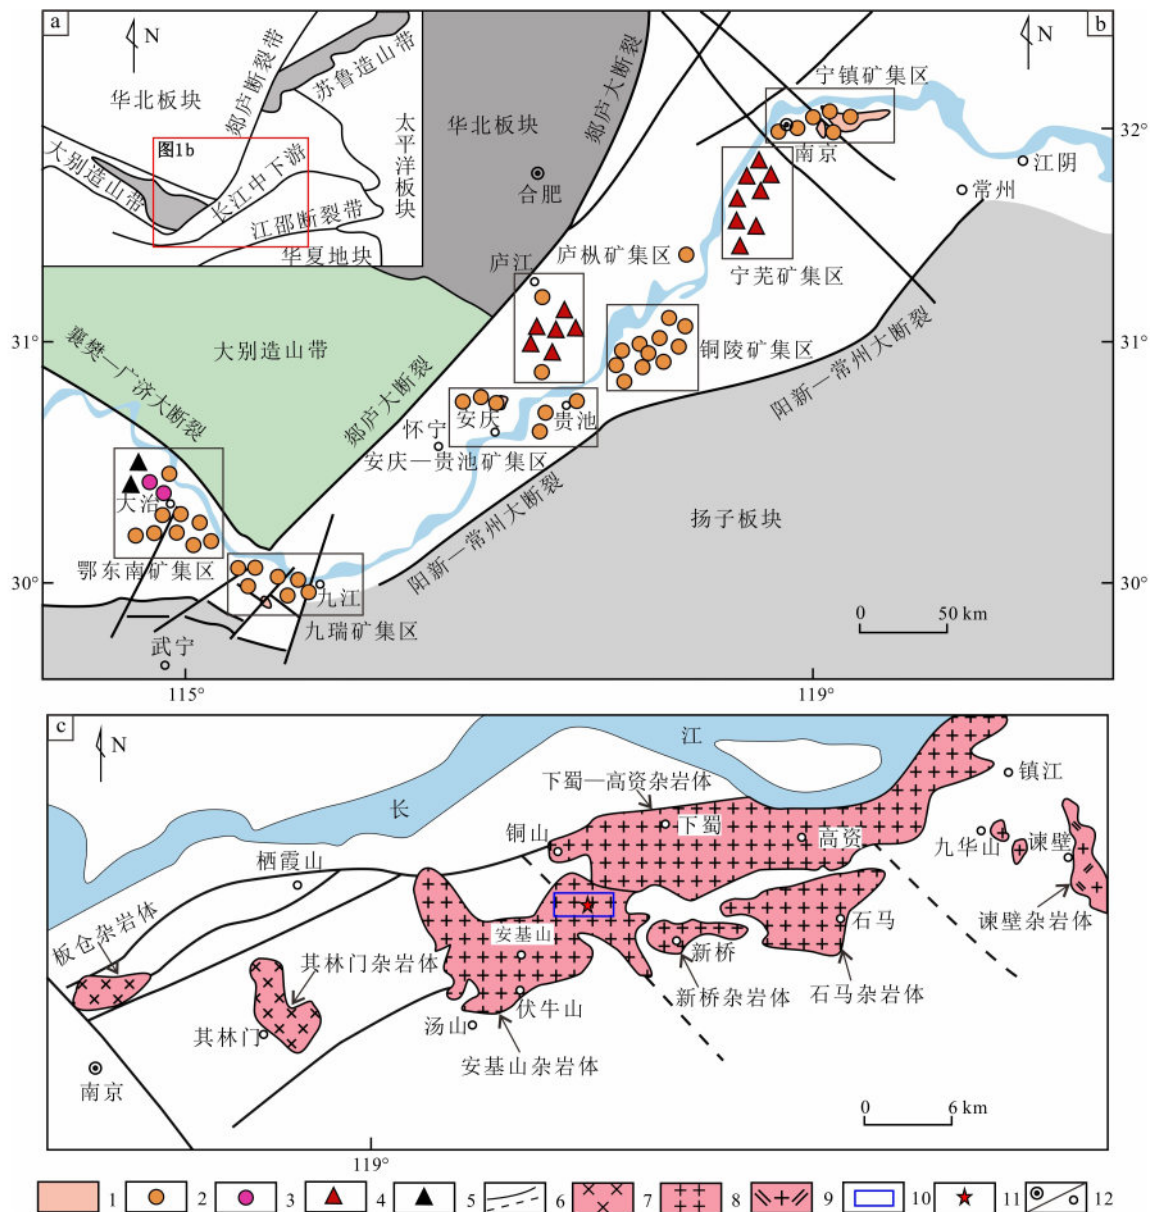 a
N
华北板块
郯庐断裂带
苏鲁造山带
太平洋板块
图1b
大别造山带
长江中下游
江邵断裂带
华夏地块
b
N
郯庐大断裂
华北板块
合肥
宁镇矿集区
南京
江阴
常州
32°
庐枞矿集区
庐江
宁芜矿集区
31°
31°
大别造山带
襄樊—广济大断裂
郯庐大断裂
铜陵矿集区
阳新—常州大断裂
安庆
贵池
怀宁
安庆—贵池矿集区
大治
鄂东南矿集区
阳新—常州大断裂
扬子板块
30°
30°
九江
九瑞矿集区
武宁
0 50 km
115°
119°
c
N
江
长
下蜀—高资杂岩体
镇江
铜山
下蜀
高资
九华山
谏壁
栖霞山
板仓杂岩体
其林门杂岩体
安基山
新桥
石马
谏壁杂岩体
新桥杂岩体
石马杂岩体
伏牛山
汤山
其林门
安基山杂岩体
南京
0 6 km
119°
1 2 3 4 5 6 7 8 9 10 11 12